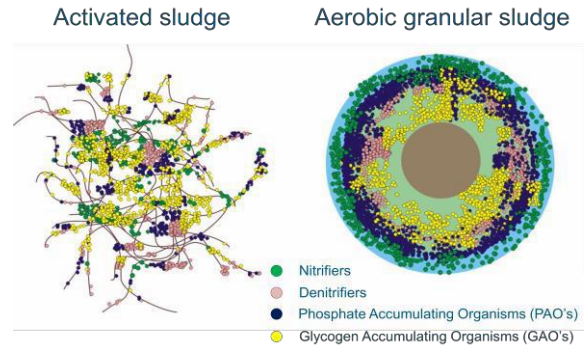 Activated sludge
Aerobic granular sludge
Nitrifiers
Denitrifiers
Phosphate Accumulating Organisms (PAO's)
Glycogen Accumulating Organisms (GAO's)